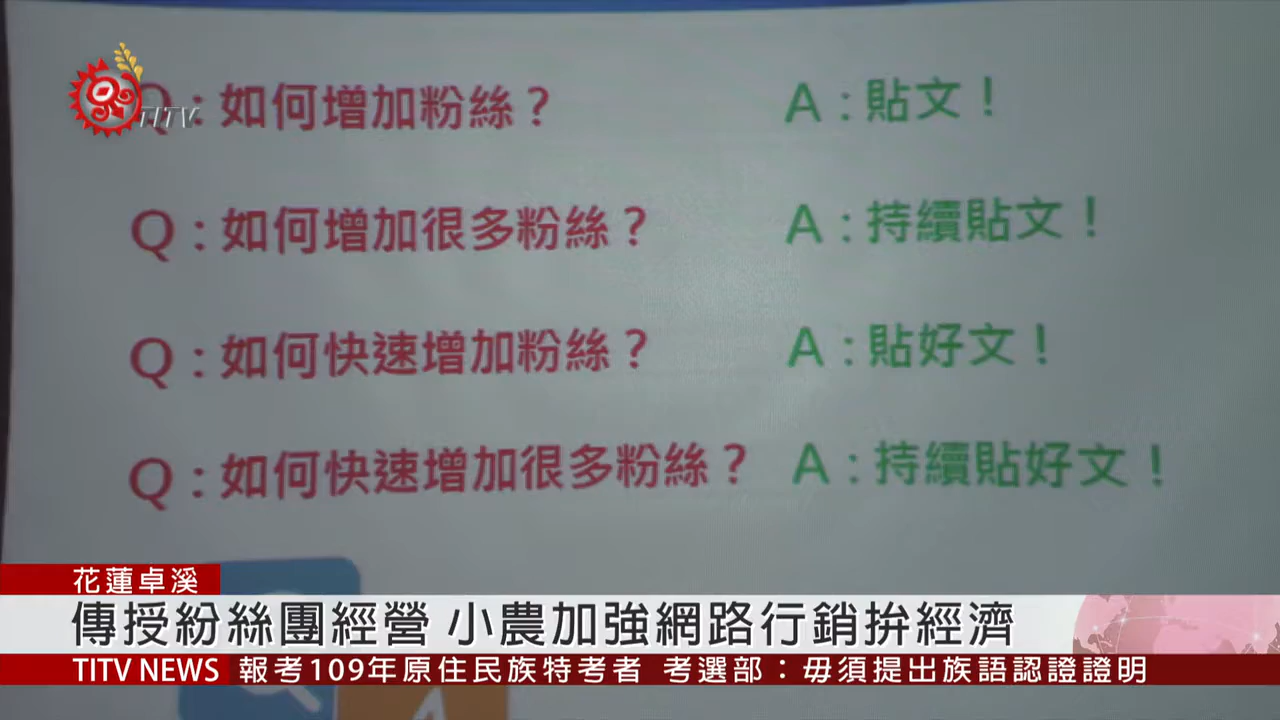 TITV
Q：如何增加粉絲？ A：貼文！
Q：如何增加很多粉絲？ A：持續貼文！
Q：如何快速增加粉絲？ A：貼好文！
Q：如何快速增加很多粉絲？ A：持續貼好文！
花蓮卓溪
傳授紛絲團經營 小農加強網路行銷拚經濟
TITV NEWS 報考109年原住民族特考者 考選部：毋須提出族語認證證明